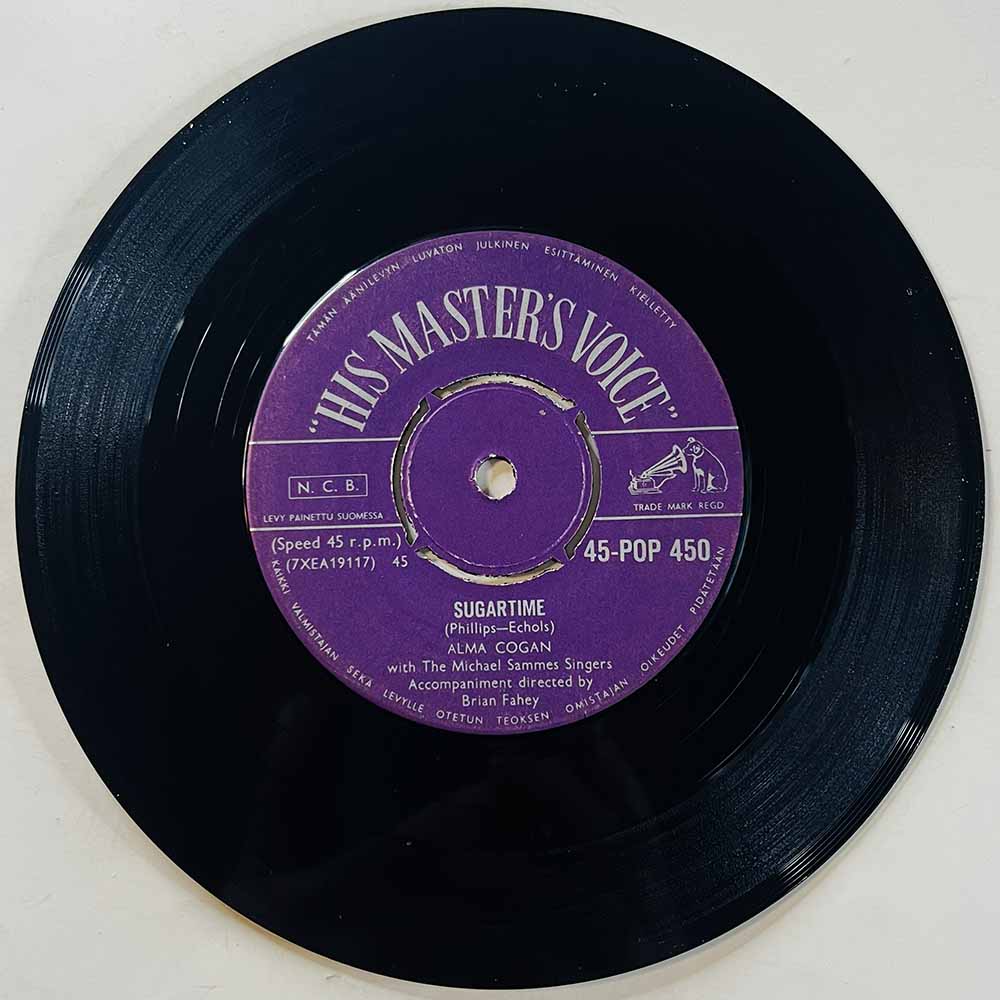 TÄMÄN ÄÄNILEVYN LUVATON JULKINEN ESITTÄMINEN KIELLETTY
"HIS MASTER'S VOICE"
N. C. B.
LEVY PAINETTU SUOMESSA
TRADE MARK REGD.
(Speed 45 r.p.m.)
(7XEA19117) 45
45-POP 450
SUGARTIME
(Phillips—Echols)
ALMA COGAN
with The Michael Sammes Singers
Accompaniment directed by
Brian Fahey
KAIKKI VALMISTAJAN SEKÄ LEVYLLE OTETUN TEOKSEN OMISTAJAN OIKEUDET PIDÄTETÄÄN